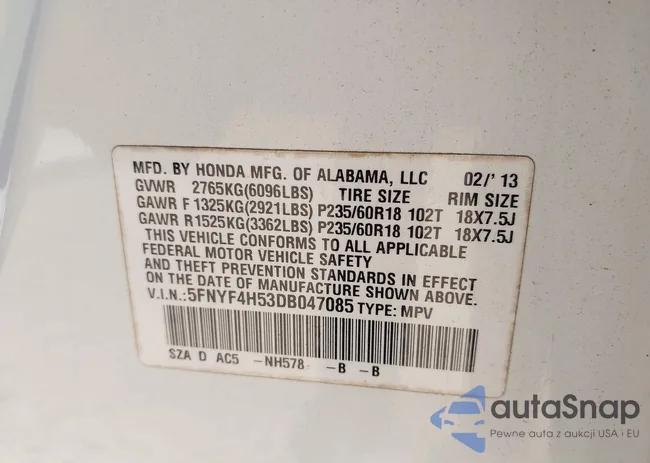 MFD. BY HONDA MFG. OF ALABAMA, LLC 02/'13
GVWR 2765KG(6096LBS) TIRE SIZE RIM SIZE
GAWR F 1325KG(2921LBS) P235/60R18 102T 18X7.5J
GAWR R 1525KG(3362LBS) P235/60R18 102T 18X7.5J
THIS VEHICLE CONFORMS TO ALL APPLICABLE
FEDERAL MOTOR VEHICLE SAFETY
AND THEFT PREVENTION STANDARDS IN EFFECT
ON THE DATE OF MANUFACTURE SHOWN ABOVE.
V.I.N.:5FNYF4H53DB047085 TYPE: MPV
SZA D AC5 -NH578 -B -B
autaSnap
Pewne auta z aukcji USA i EU